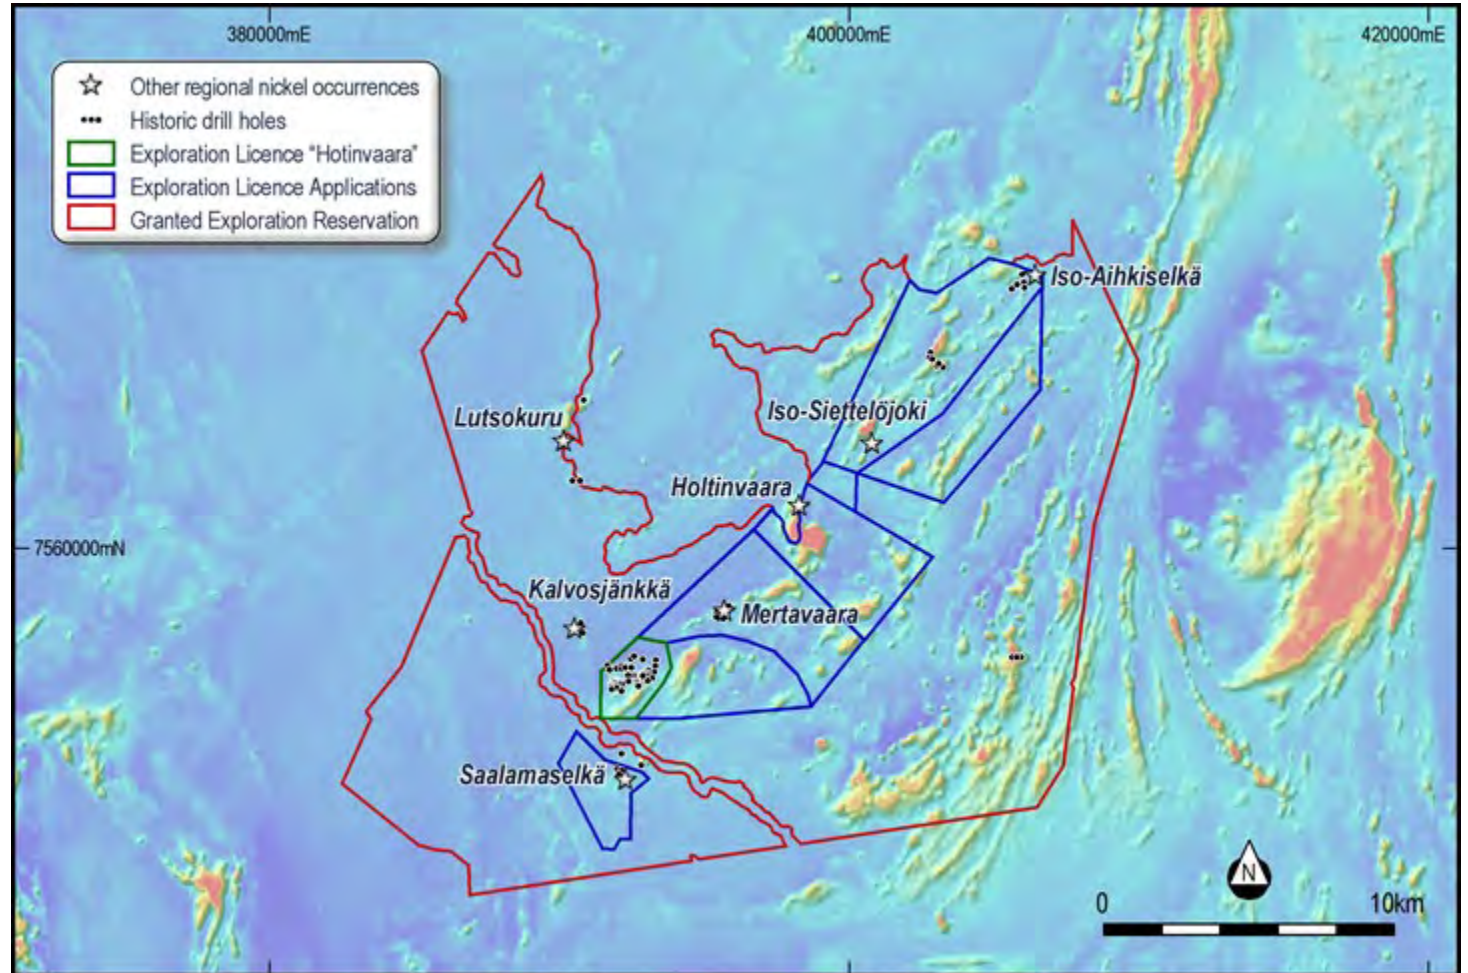 380000mE
400000mE
420000mE
Other regional nickel occurrences
Historic drill holes
Exploration Licence “Hotinvaara”
Exploration Licence Applications
Granted Exploration Reservation
Iso-Aihkiselkä
Lutsokuru
Iso-Siettelöjoki
Holtinvaara
7560000mN
Kalvosjänkkä
Mertavaara
Saalamaselkä
N
0
10km